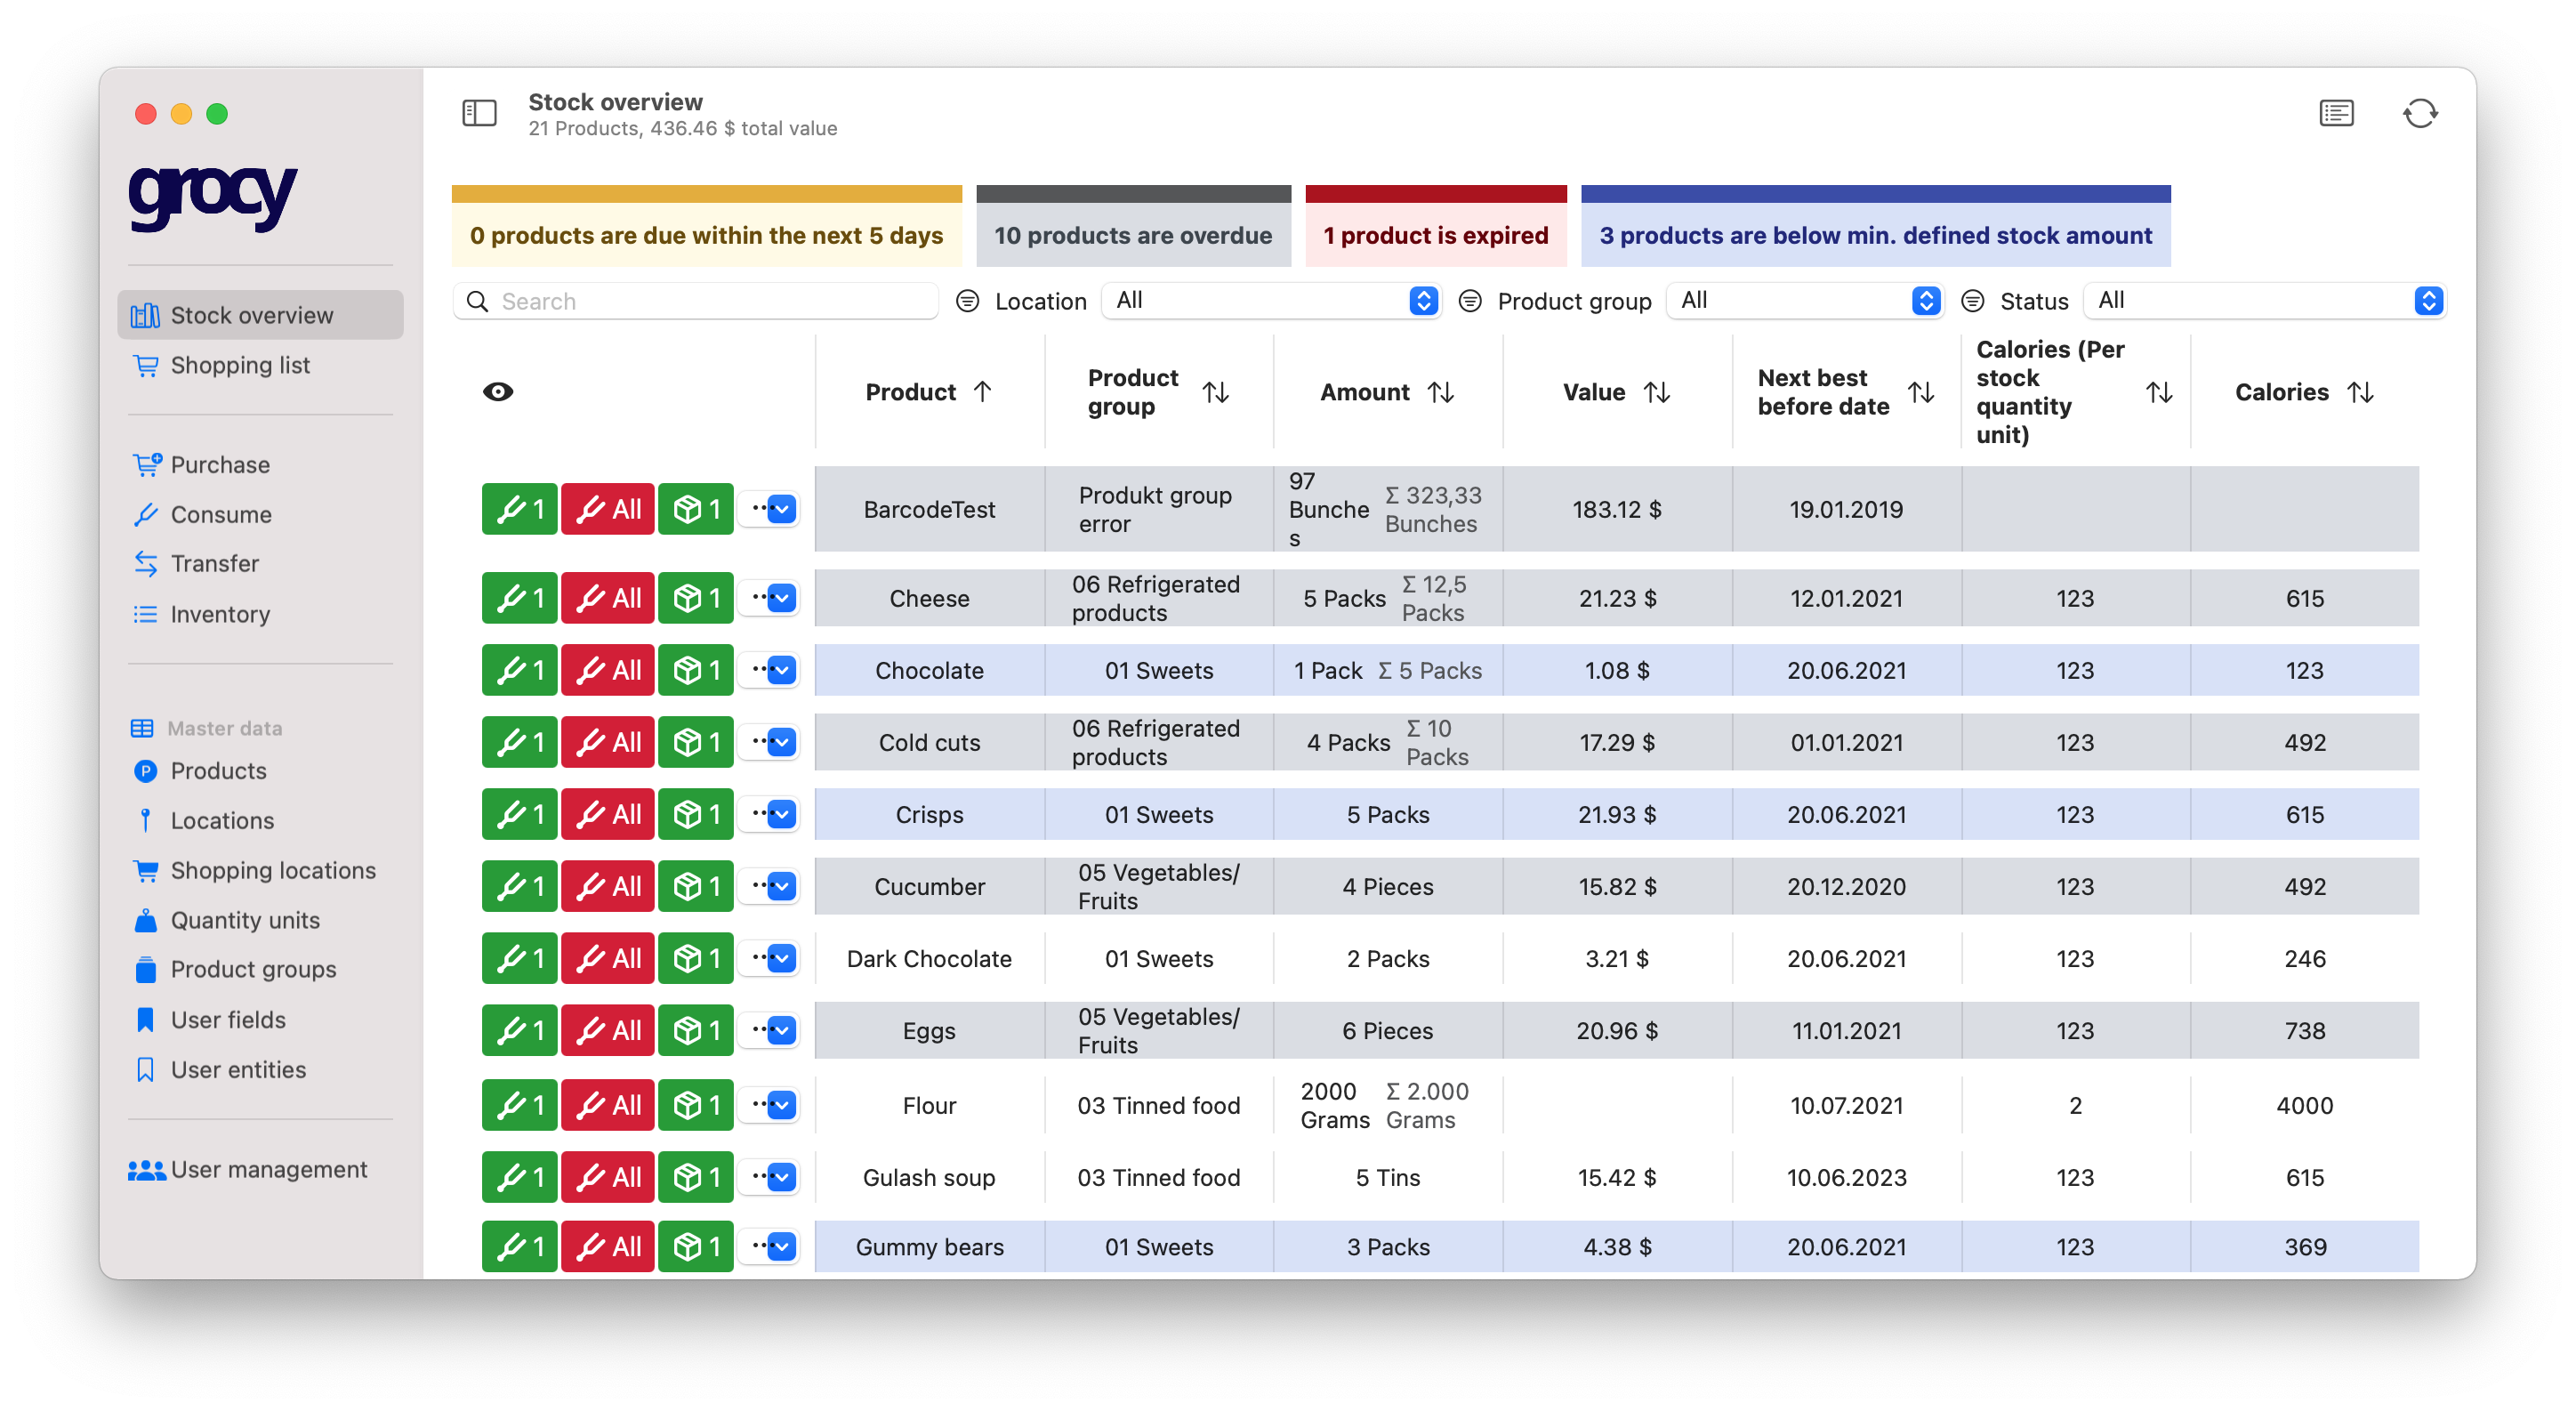 Stock overview
21 Products, 436.46 $ total value
grocy
Stock overview
Shopping list
Purchase
Consume
Transfer
Inventory
Master data
Products
Locations
Shopping locations
Quantity units
Product groups
User fields
User entities
User management
0 products are due within the next 5 days
10 products are overdue
1 product is expired
3 products are below min. defined stock amount
Search
Location All
Product group All
Status All
Product
Product
group
Amount
Value
Next best
before date
Calories (Per
stock
quantity
unit)
Calories
1 All 1 BarcodeTest
Produkt group
error
97
Bunche
s
Σ 323,33
Bunches
183.12 $ 19.01.2019
1 All 1 Cheese
06 Refrigerated
products
5 Packs
Σ 12,5
Packs
21.23 $ 12.01.2021 123 615
1 All 1 Chocolate 01 Sweets 1 Pack Σ 5 Packs 1.08 $ 20.06.2021 123 123
1 All 1 Cold cuts
06 Refrigerated
products
4 Packs
Σ 10
Packs
17.29 $ 01.01.2021 123 492
1 All 1 Crisps 01 Sweets 5 Packs 21.93 $ 20.06.2021 123 615
1 All 1 Cucumber
05 Vegetables/
Fruits
4 Pieces 15.82 $ 20.12.2020 123 492
1 All 1 Dark Chocolate 01 Sweets 2 Packs 3.21 $ 20.06.2021 123 246
1 All 1 Eggs
05 Vegetables/
Fruits
6 Pieces 20.96 $ 11.01.2021 123 738
1 All 1 Flour 03 Tinned food
2000
Grams
Σ 2.000
Grams
10.07.2021 2 4000
1 All 1 Gulash soup 03 Tinned food 5 Tins 15.42 $ 10.06.2023 123 615
1 All 1 Gummy bears 01 Sweets 3 Packs 4.38 $ 20.06.2021 123 369